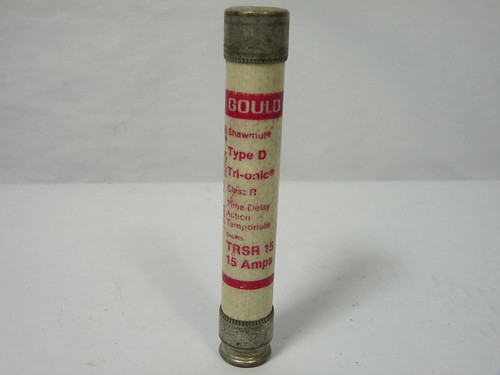 GOULD
Shawmut®
Type D
Tri-onic®
Class R
Time Delay
Action
Temporisée
TRSR 15
15 Amps